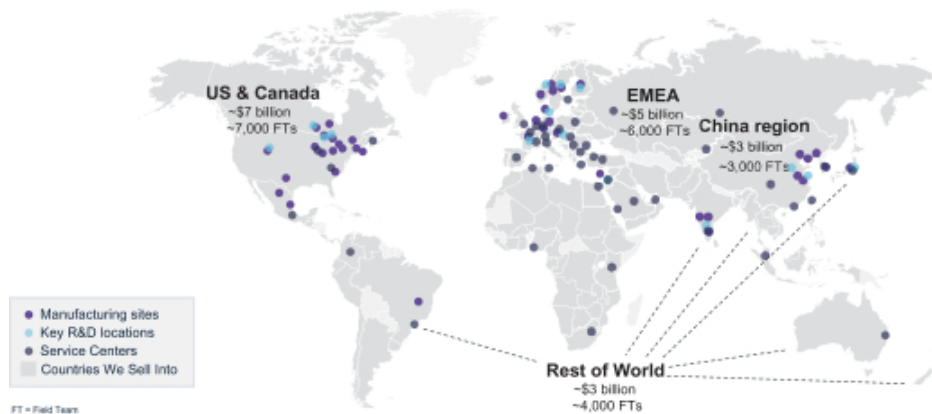 US & Canada
~$7 billion
~7,000 FTs
EMEA
~$5 billion
~6,000 FTs
China region
~$3 billion
~3,000 FTs
Manufacturing sites
Key R&D locations
Service Centers
Countries We Sell Into
Rest of World
~$3 billion
~4,000 FTs
FT = Field Team